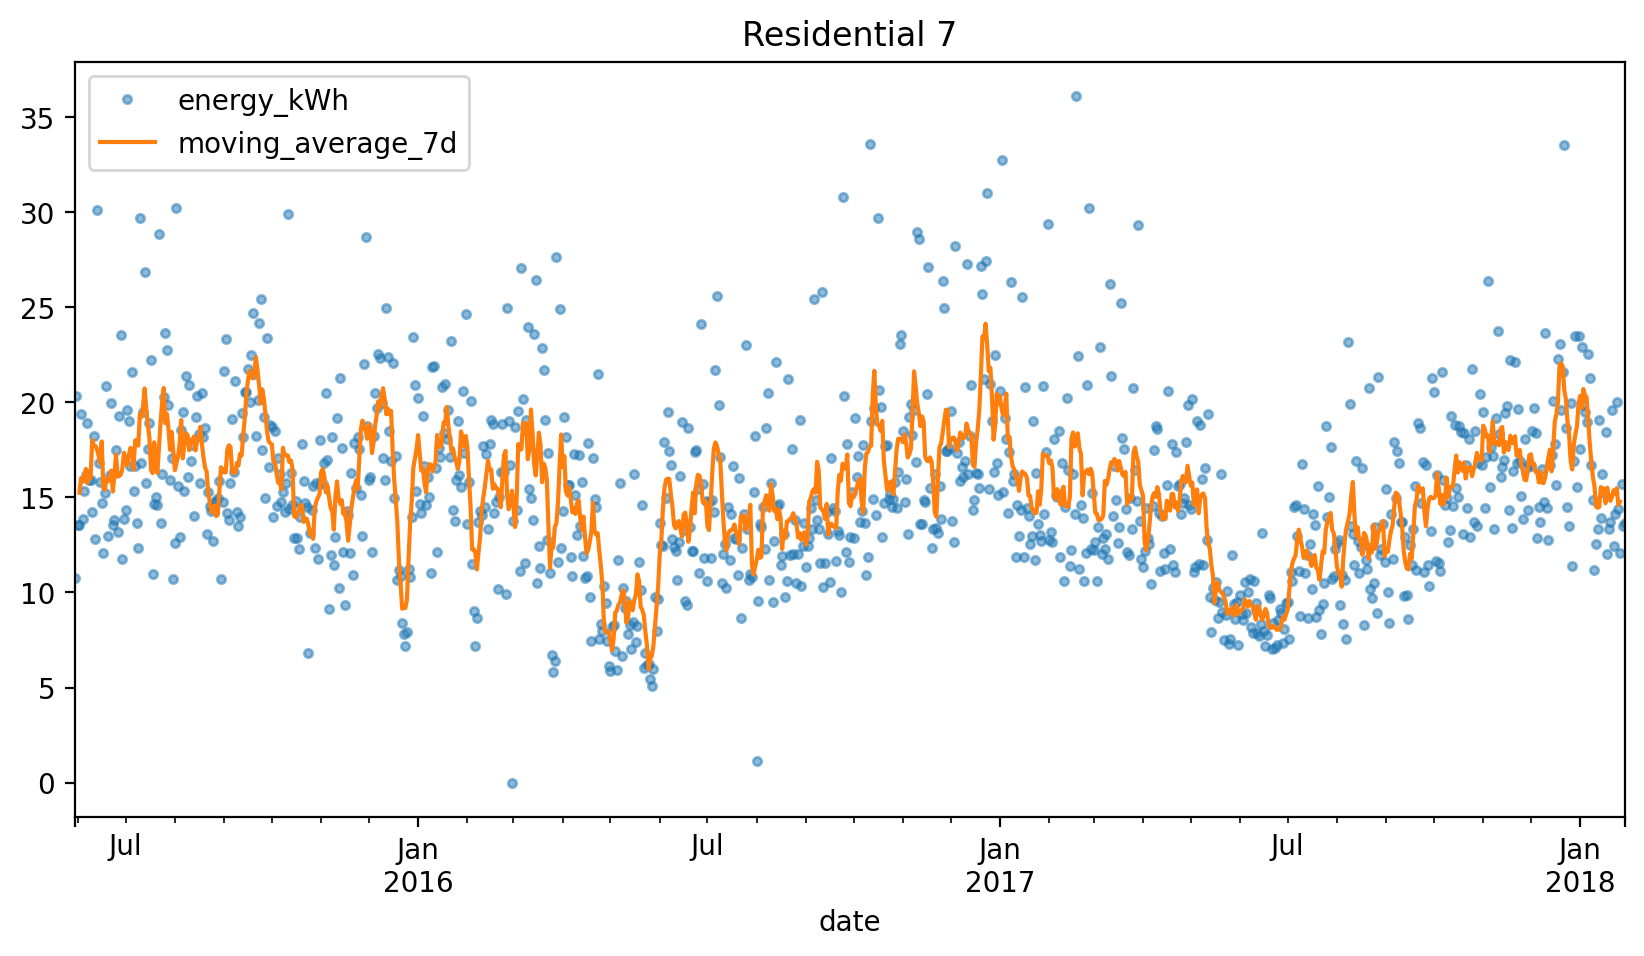 Residential 7
energy_kWh
moving_average_7d
35
30
25
20
15
10
5
0
Jul
Jan
2016
Jul
Jan
2017
Jul
Jan
2018
date